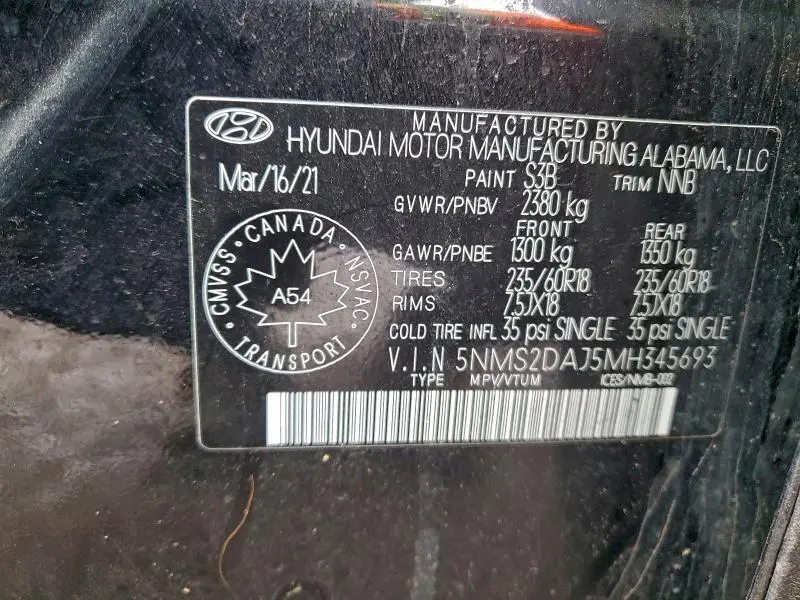 MANUFACTURED BY
HYUNDAI MOTOR MANUFACTURING ALABAMA, LLC
Mar/16/21 PAINT S3B TRIM NNB
GVWR/PNBV 2380 kg
FRONT REAR
GAWR/PNBE 1300 kg 1350 kg
TIRES 235/60R18 235/60R18
RIMS 7.5JX18 7.5JX18
COLD TIRE INFL 35 psi SINGLE 35 psi SINGLE
V.I.N 5NMS2DAJ5MH345693
TYPE MPV/VTUM ICES/NMB-002
CMVSS • CANADA • NSVAC • TRANSPORT •
A54